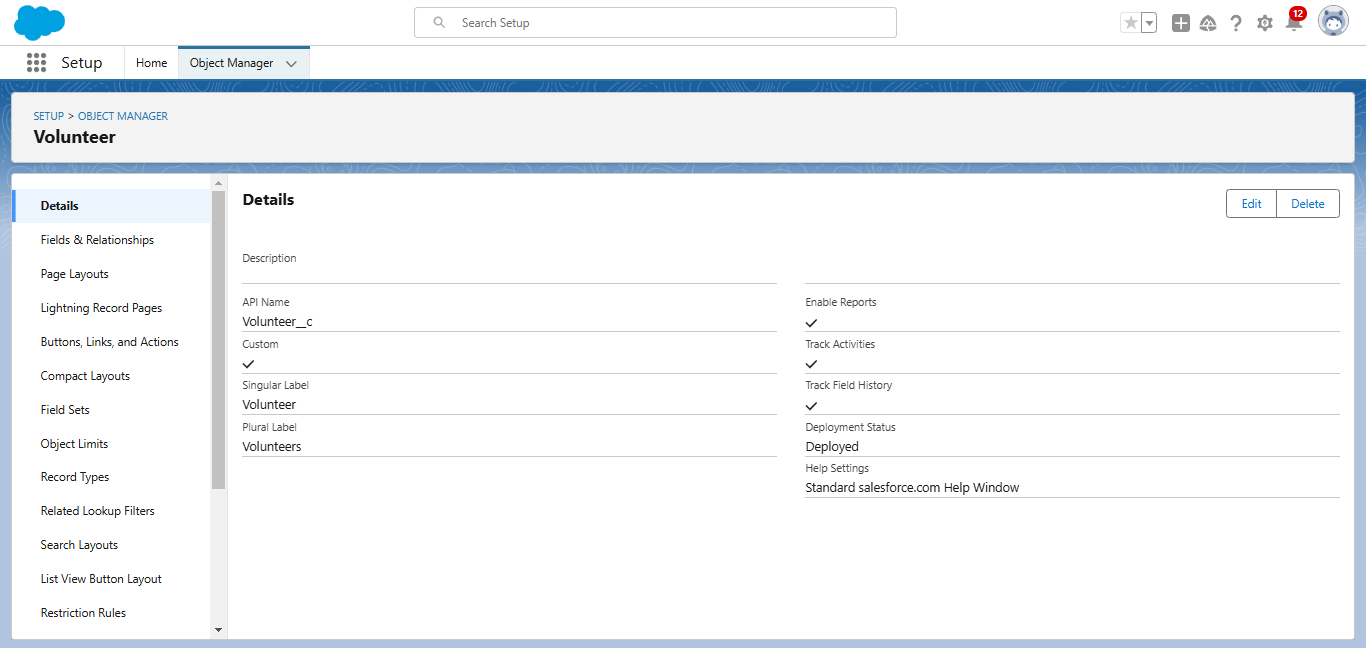 Search Setup
12
Setup
Home
Object Manager
SETUP > OBJECT MANAGER
Volunteer
Details
Fields & Relationships
Page Layouts
Lightning Record Pages
Buttons, Links, and Actions
Compact Layouts
Field Sets
Object Limits
Record Types
Related Lookup Filters
Search Layouts
List View Button Layout
Restriction Rules
Details
Edit
Delete
Description
API Name
Volunteer__c
Custom
Singular Label
Volunteer
Plural Label
Volunteers
Enable Reports
Track Activities
Track Field History
Deployment Status
Deployed
Help Settings
Standard salesforce.com Help Window